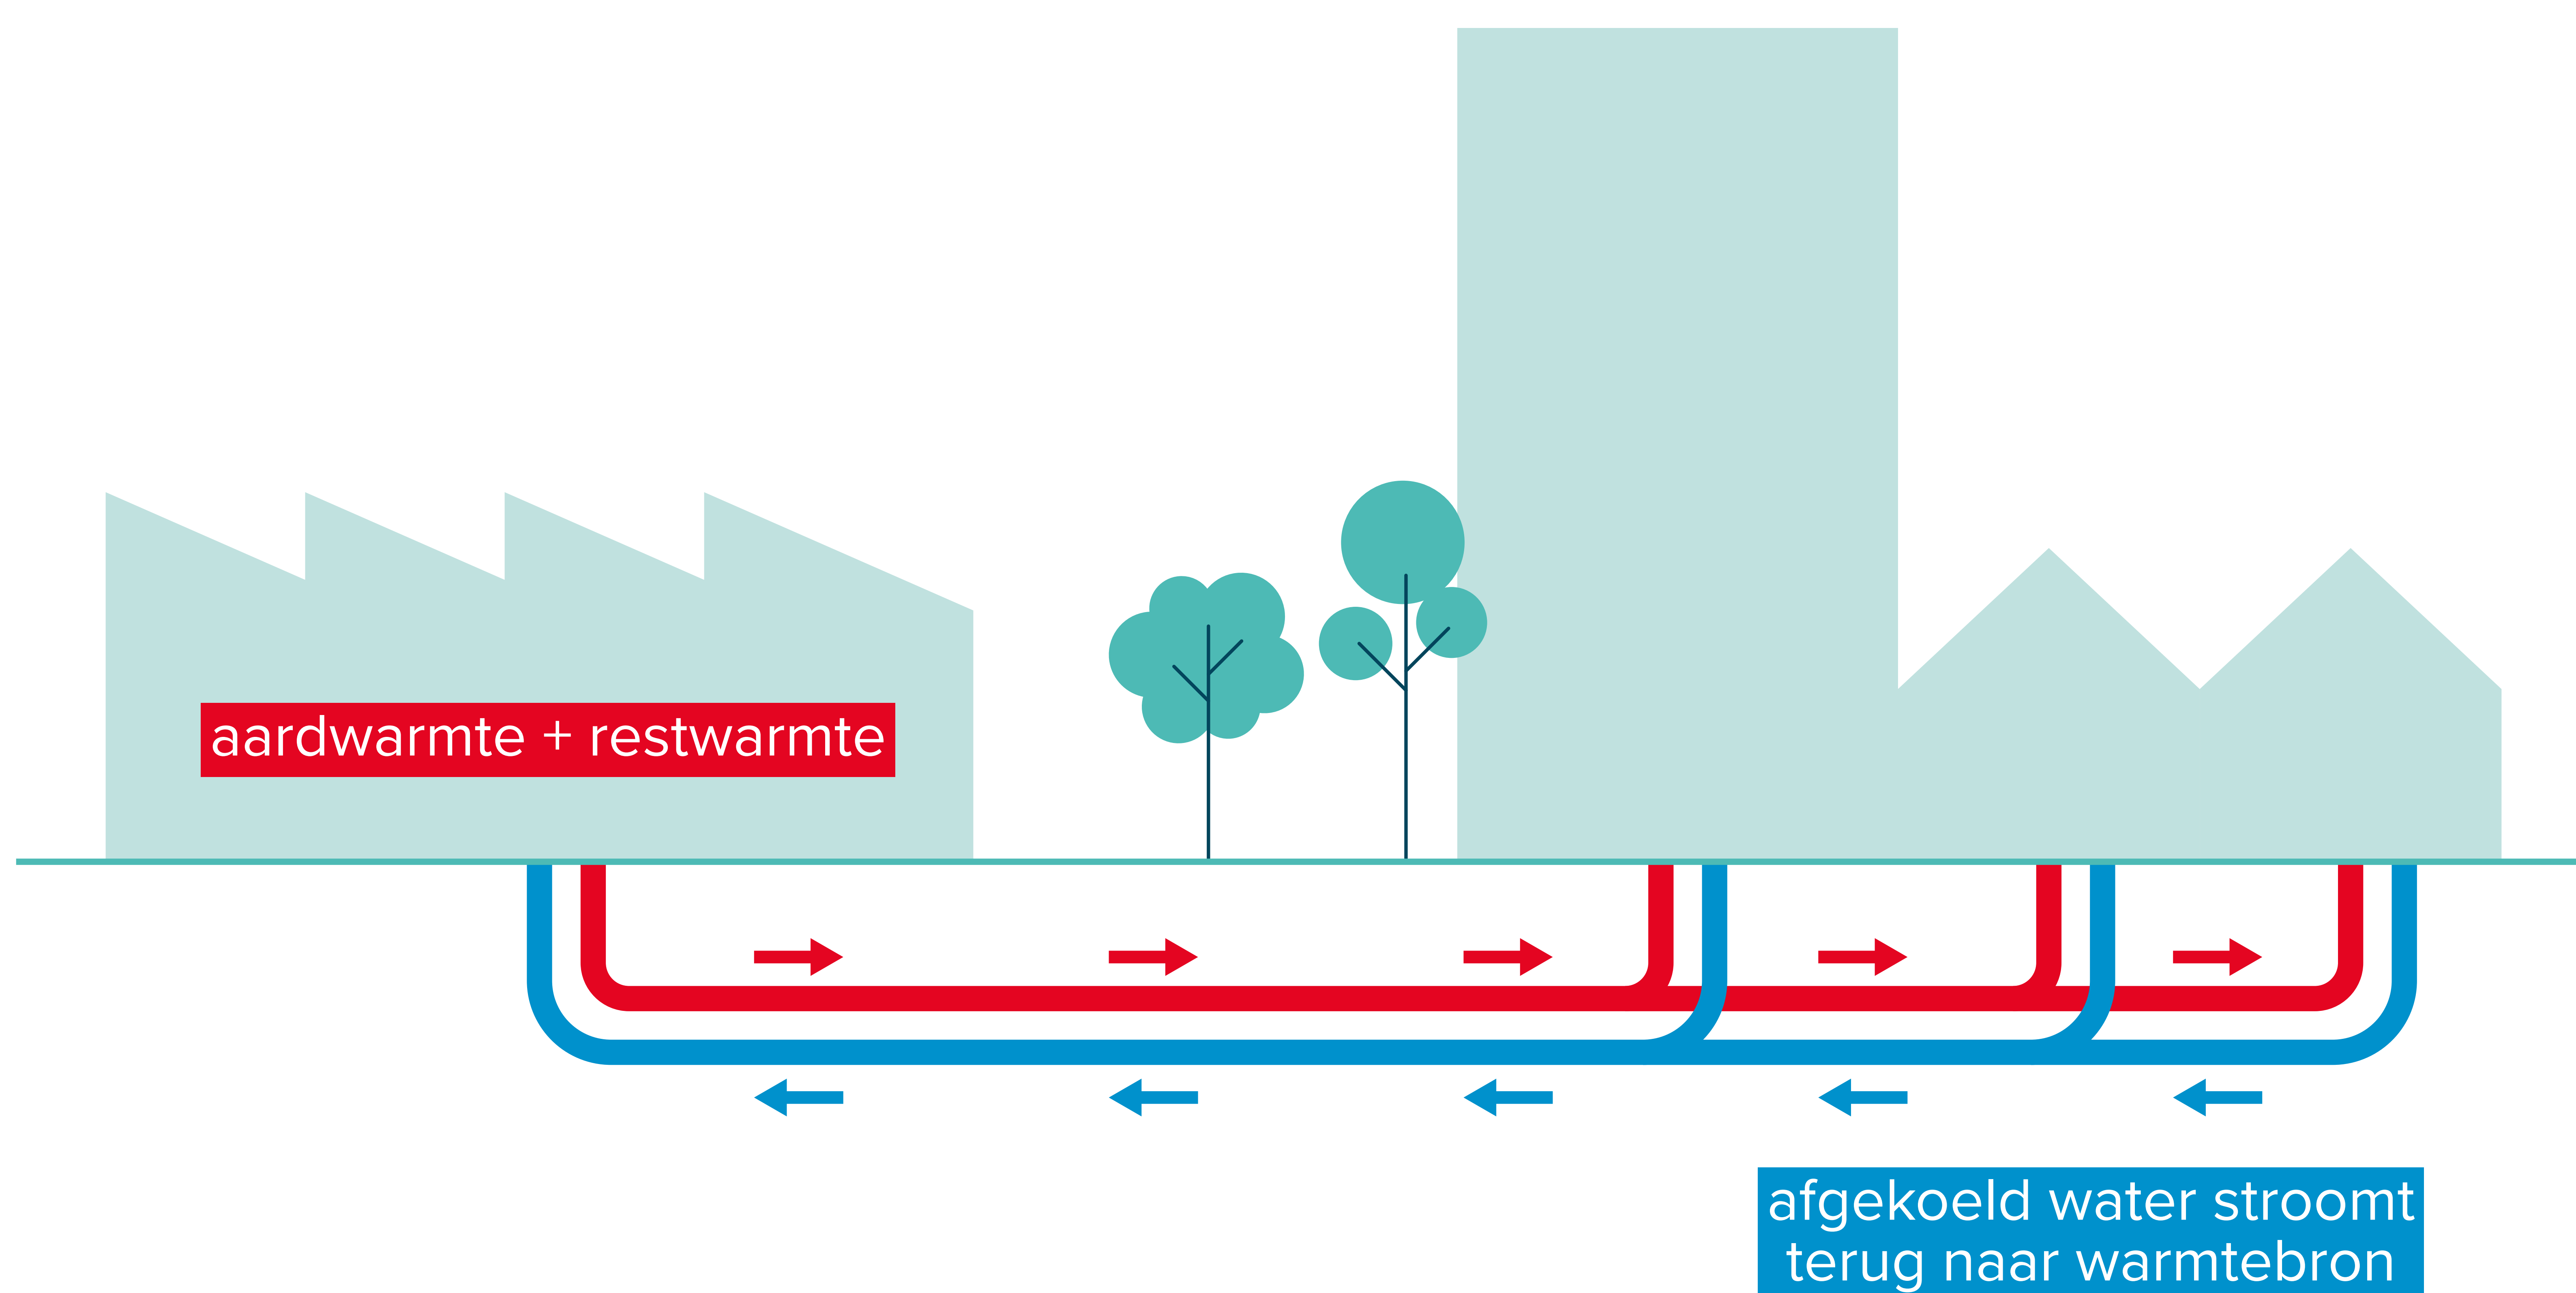 aardwarmte + restwarmte
afgekoeld water stroomt
terug naar warmtebron